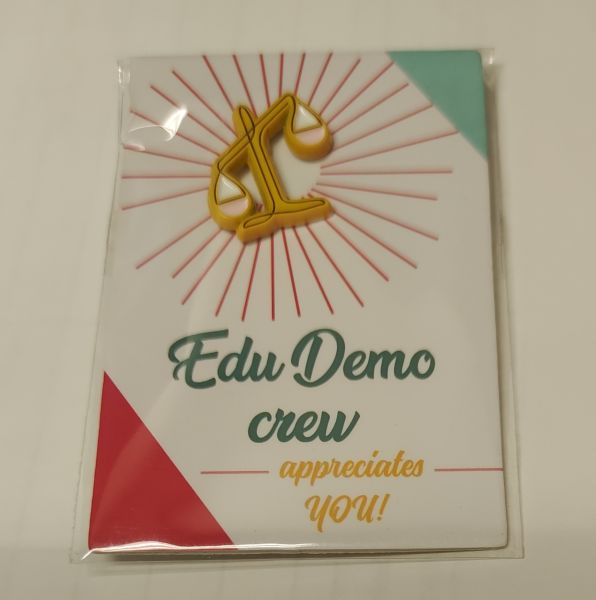 Edu Demo
crew
appreciates
YOU!